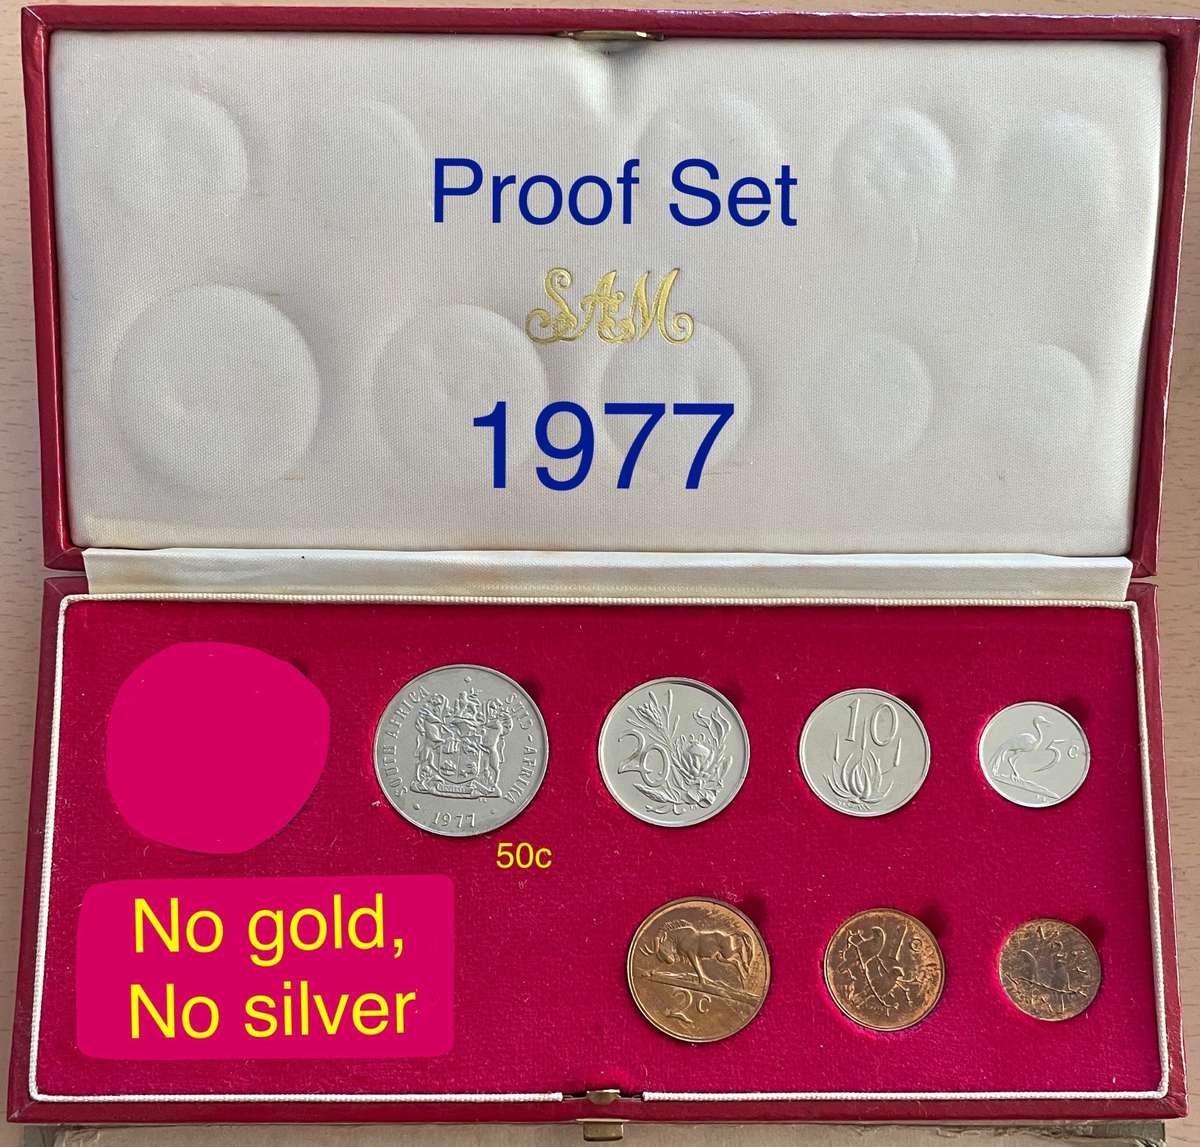 Proof Set
SAM
1977
SOUTH AFRICA SUID-AFRIKA
1977
20
10
5c
50c
No gold,
No silver
2c